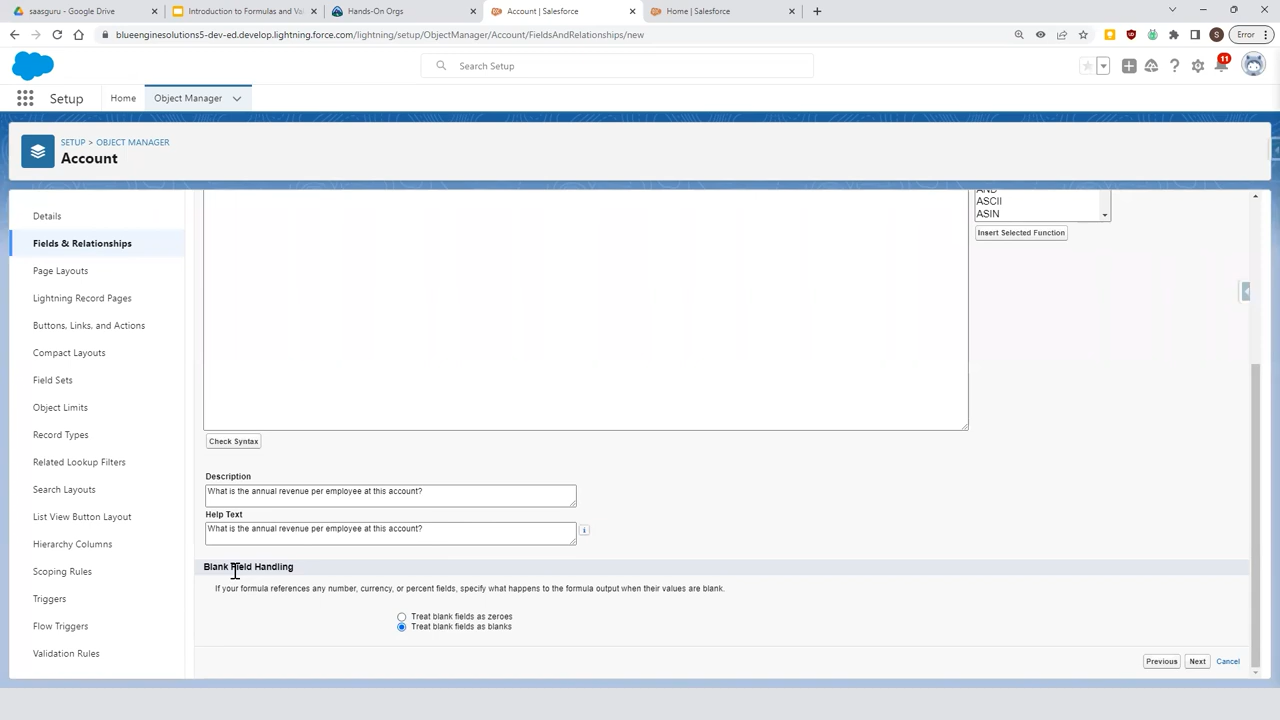 saasguru - Google Drive
Introduction to Formulas and Va
Hands-On Orgs
Account | Salesforce
Home | Salesforce
blueenginesolutions5-dev-ed.develop.lightning.force.com/lightning/setup/ObjectManager/Account/FieldsAndRelationships/new
S
Error
Search Setup
11
Setup
Home
Object Manager
SETUP > OBJECT MANAGER
Account
Details
Fields & Relationships
Page Layouts
Lightning Record Pages
Buttons, Links, and Actions
Compact Layouts
Field Sets
Object Limits
Record Types
Related Lookup Filters
Search Layouts
List View Button Layout
Hierarchy Columns
Scoping Rules
Triggers
Flow Triggers
Validation Rules
AND
ASCII
ASIN
Insert Selected Function
Check Syntax
Description
What is the annual revenue per employee at this account?
Help Text
What is the annual revenue per employee at this account?
Blank Field Handling
If your formula references any number, currency, or percent fields, specify what happens to the formula output when their values are blank.
Treat blank fields as zeroes
Treat blank fields as blanks
Previous
Next
Cancel